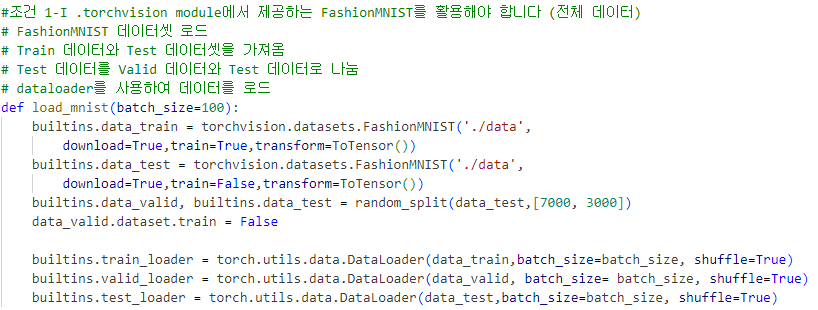 #조건 1-I .torchvision module에서 제공하는 FashionMNIST를 활용해야 합니다 (전체 데이터)
# FashionMNIST 데이터셋 로드
# Train 데이터와 Test 데이터셋을 가져옴
# Test 데이터를 Valid 데이터와 Test 데이터로 나눔
# dataloader를 사용하여 데이터를 로드
def load_mnist(batch_size=100):
    builtins.data_train = torchvision.datasets.FashionMNIST('./data',
        download=True,train=True,transform=ToTensor())
    builtins.data_test = torchvision.datasets.FashionMNIST('./data',
        download=True,train=False,transform=ToTensor())
    builtins.data_valid, builtins.data_test = random_split(data_test,[7000, 3000])
    data_valid.dataset.train = False

    builtins.train_loader = torch.utils.data.DataLoader(data_train,batch_size=batch_size, shuffle=True)
    builtins.valid_loader = torch.utils.data.DataLoader(data_valid, batch_size= batch_size, shuffle=True)
    builtins.test_loader = torch.utils.data.DataLoader(data_test,batch_size=batch_size, shuffle=True)